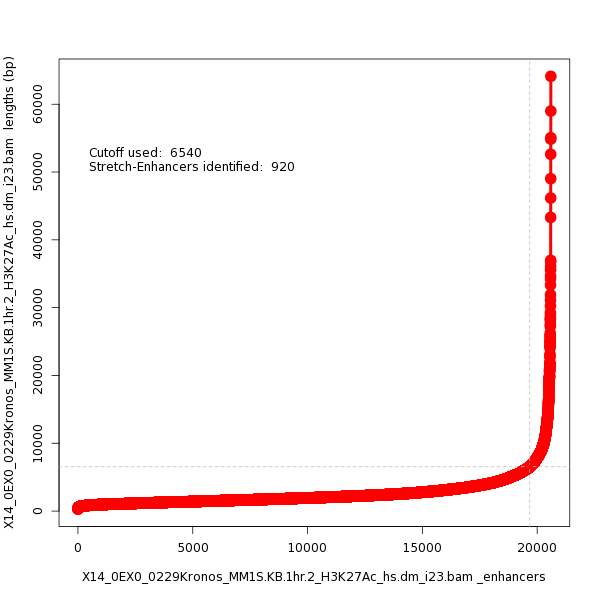 X14_0EX0_0229Kronos_MM1S.KB.1hr.2_H3K27Ac_hs.dm_i23.bam  lengths (bp)
60000
50000
40000
30000
20000
10000
0
Cutoff used:  6540
Stretch-Enhancers identified:  920
0 5000 10000 15000 20000
X14_0EX0_0229Kronos_MM1S.KB.1hr.2_H3K27Ac_hs.dm_i23.bam _enhancers